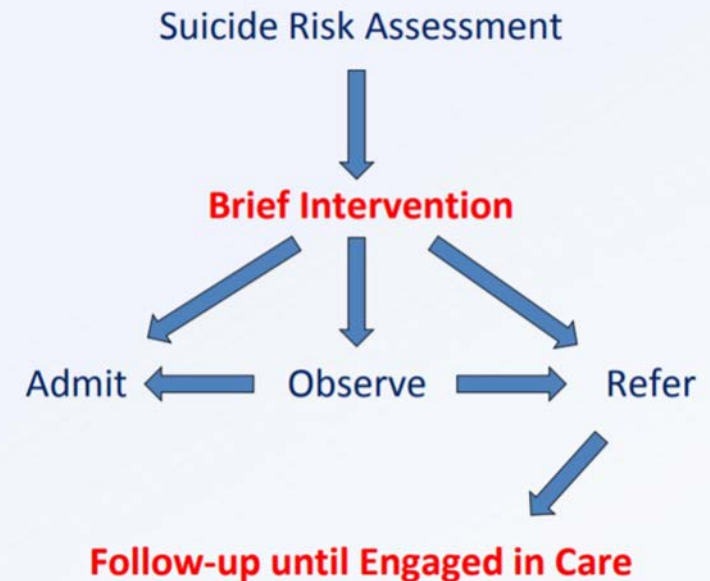 Suicide Risk Assessment
Brief Intervention
Admit
Observe
Refer
Follow-up until Engaged in Care